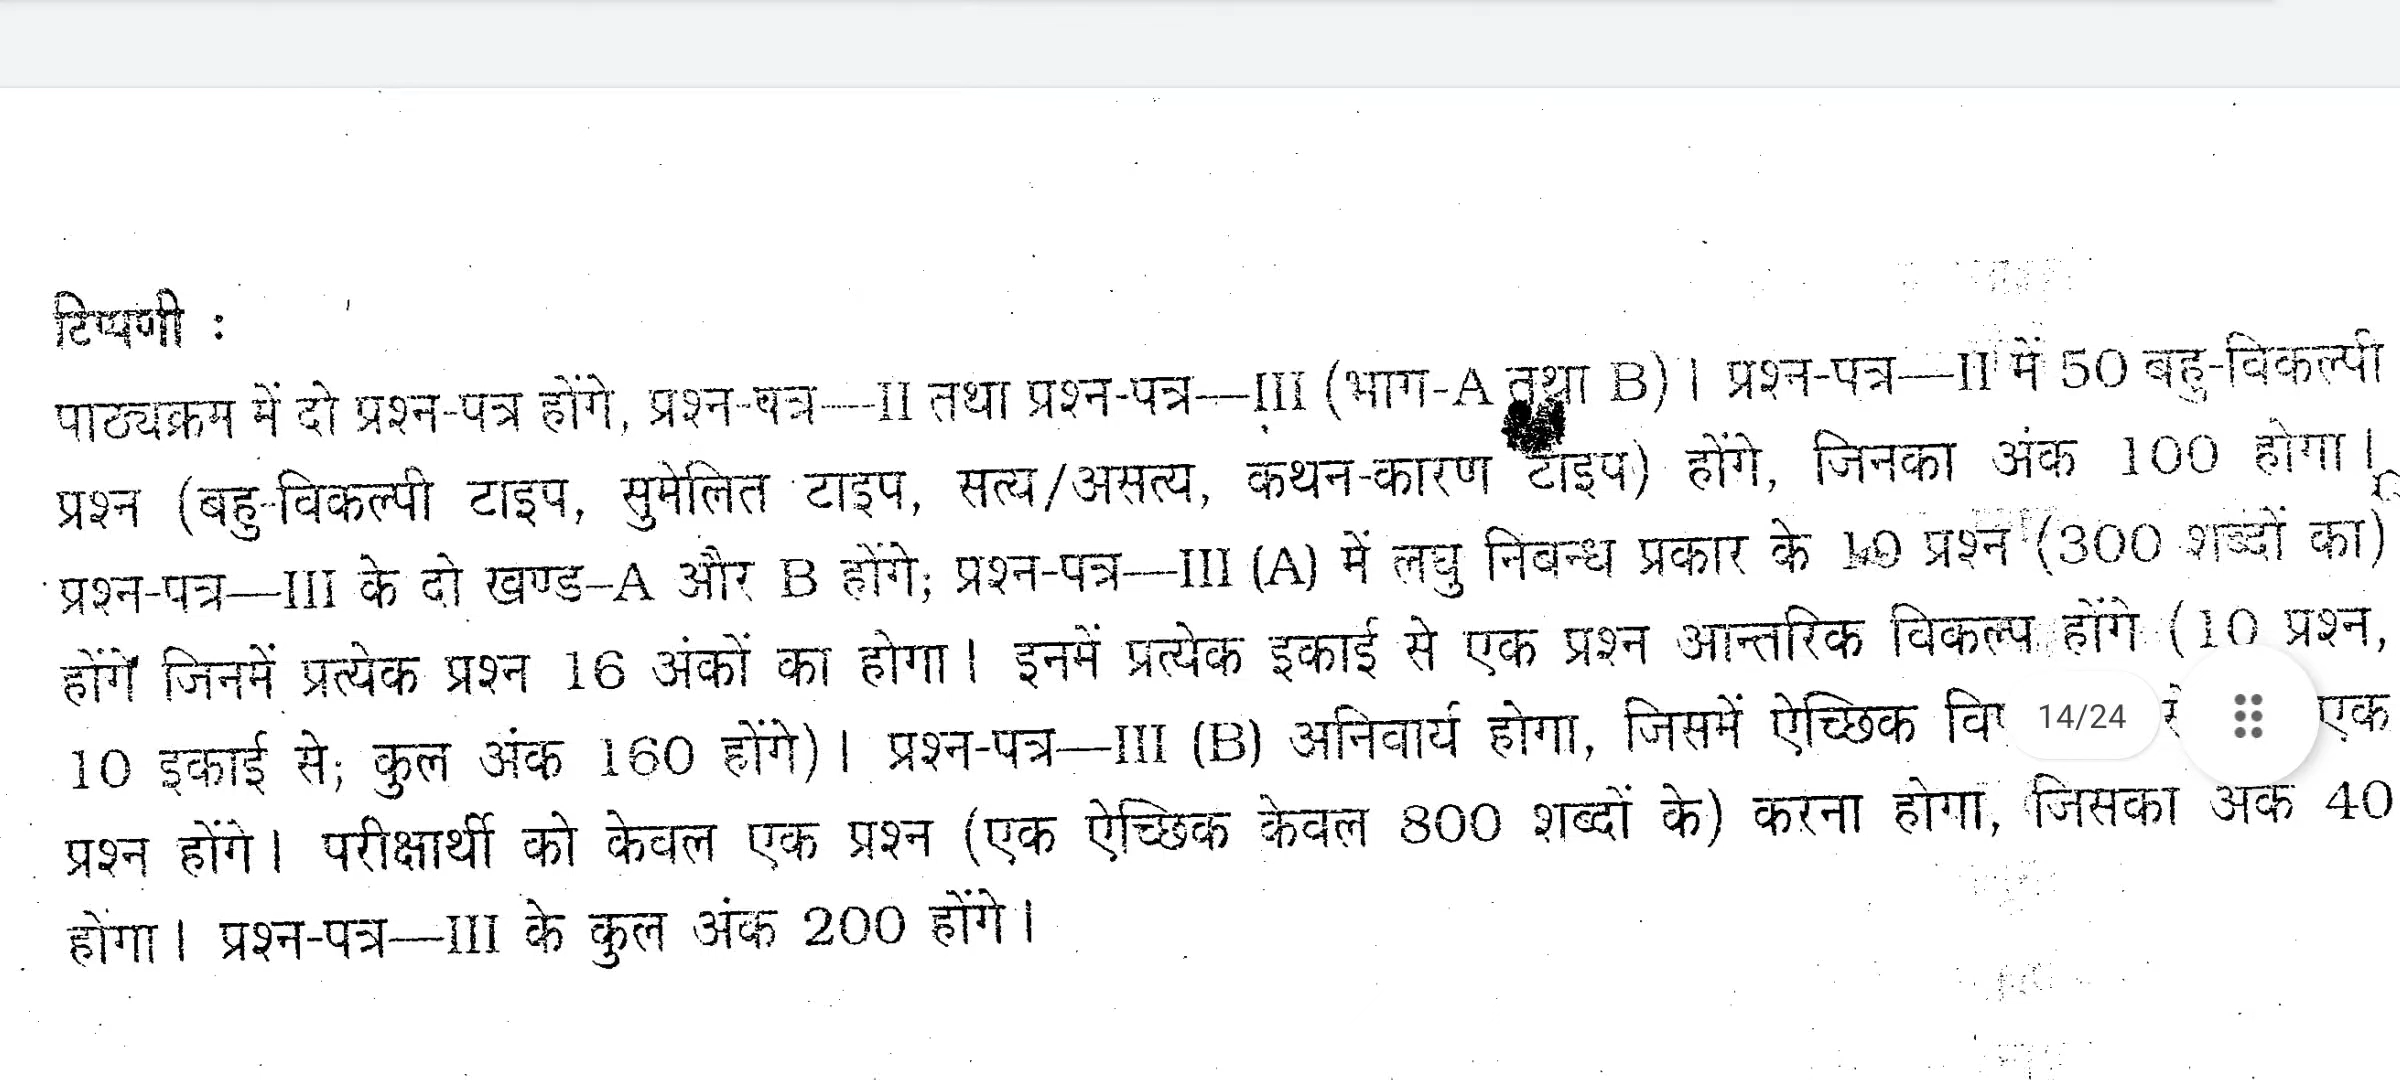 टिप्पणी :
पाठ्यक्रम में दो प्रश्न-पत्र होंगे, प्रश्न-पत्र—II तथा प्रश्न-पत्र—III (भाग-A तथा B)। प्रश्न-पत्र—II में 50 बहु-विकल्पी
प्रश्न (बहु-विकल्पी टाइप, सुमेलित टाइप, सत्य/असत्य, कथन-कारण टाइप) होंगे, जिनका अंक 100 होगा।
प्रश्न-पत्र—III के दो खण्ड–A और B होंगे; प्रश्न-पत्र—III (A) में लघु निबन्ध प्रकार के 10 प्रश्न (300 शब्दों का)
होंगे जिनमें प्रत्येक प्रश्न 16 अंकों का होगा। इनमें प्रत्येक इकाई से एक प्रश्न आन्तरिक विकल्प होंगे (10 प्रश्न,
10 इकाई से; कुल अंक 160 होंगे)। प्रश्न-पत्र—III (B) अनिवार्य होगा, जिसमें ऐच्छिक एक
14/24
प्रश्न होंगे। परीक्षार्थी को केवल एक प्रश्न (एक ऐच्छिक केवल 800 शब्दों के) करना होगा, जिसका अक 40
होगा। प्रश्न-पत्र—III के कुल अंक 200 होंगे।